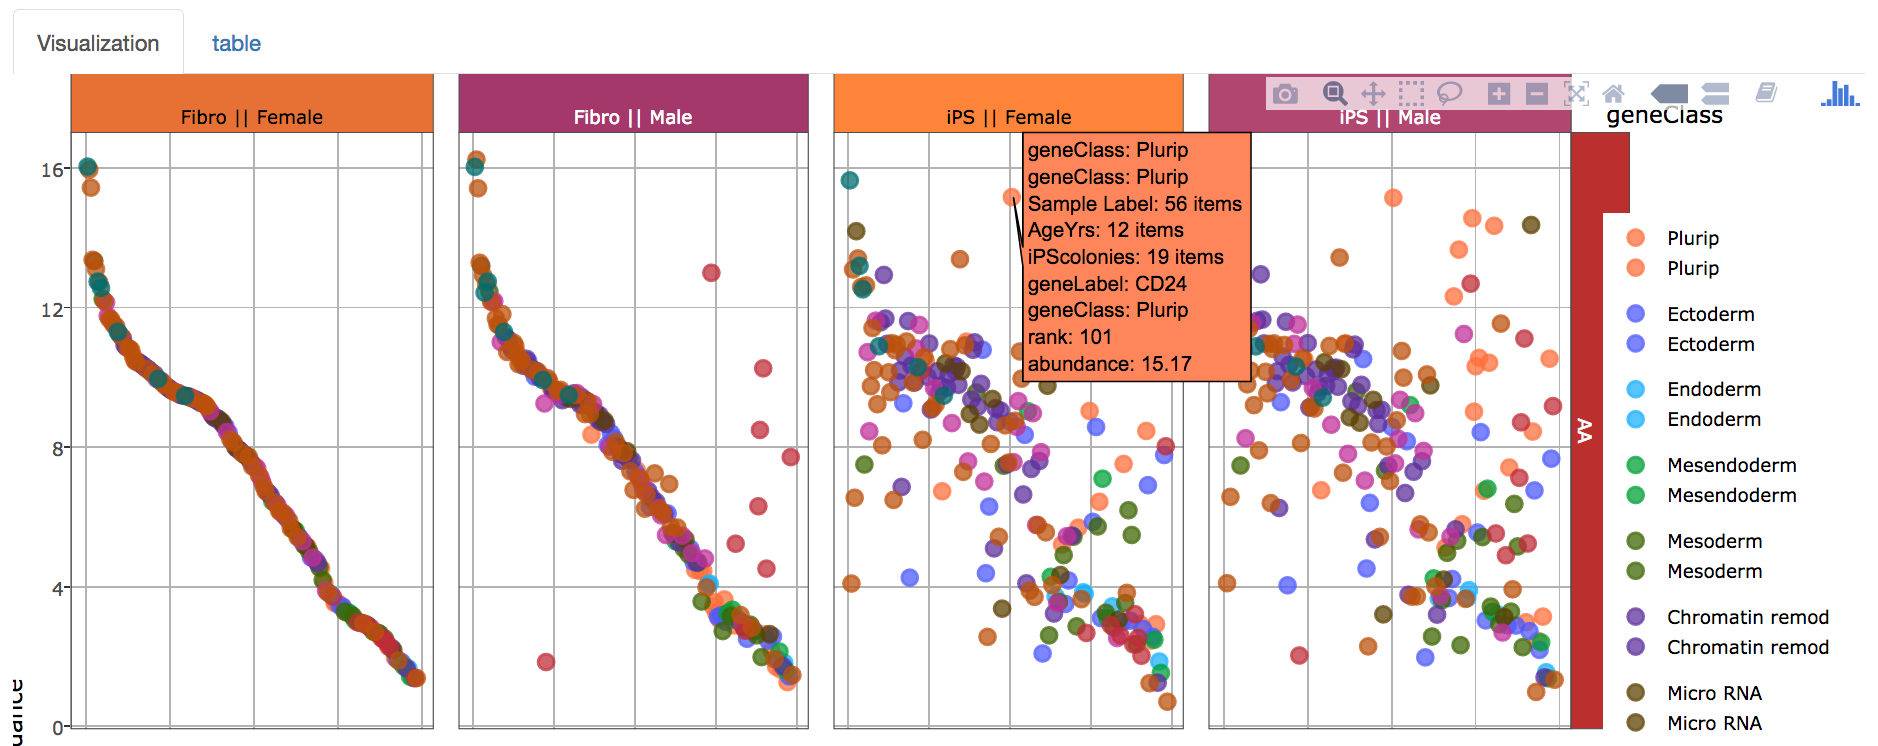 Visualization
table
Fibro || Female
Fibro || Male
iPS || Female
iPS || Male
geneClass
16
12
8
4
0
geneClass: Plurip
geneClass: Plurip
Sample Label: 56 items
AgeYrs: 12 items
iPScolonies: 19 items
geneLabel: CD24
geneClass: Plurip
rank: 101
abundance: 15.17
AA
Plurip
Plurip
Ectoderm
Ectoderm
Endoderm
Endoderm
Mesendoderm
Mesendoderm
Mesoderm
Mesoderm
Chromatin remod
Chromatin remod
Micro RNA
Micro RNA